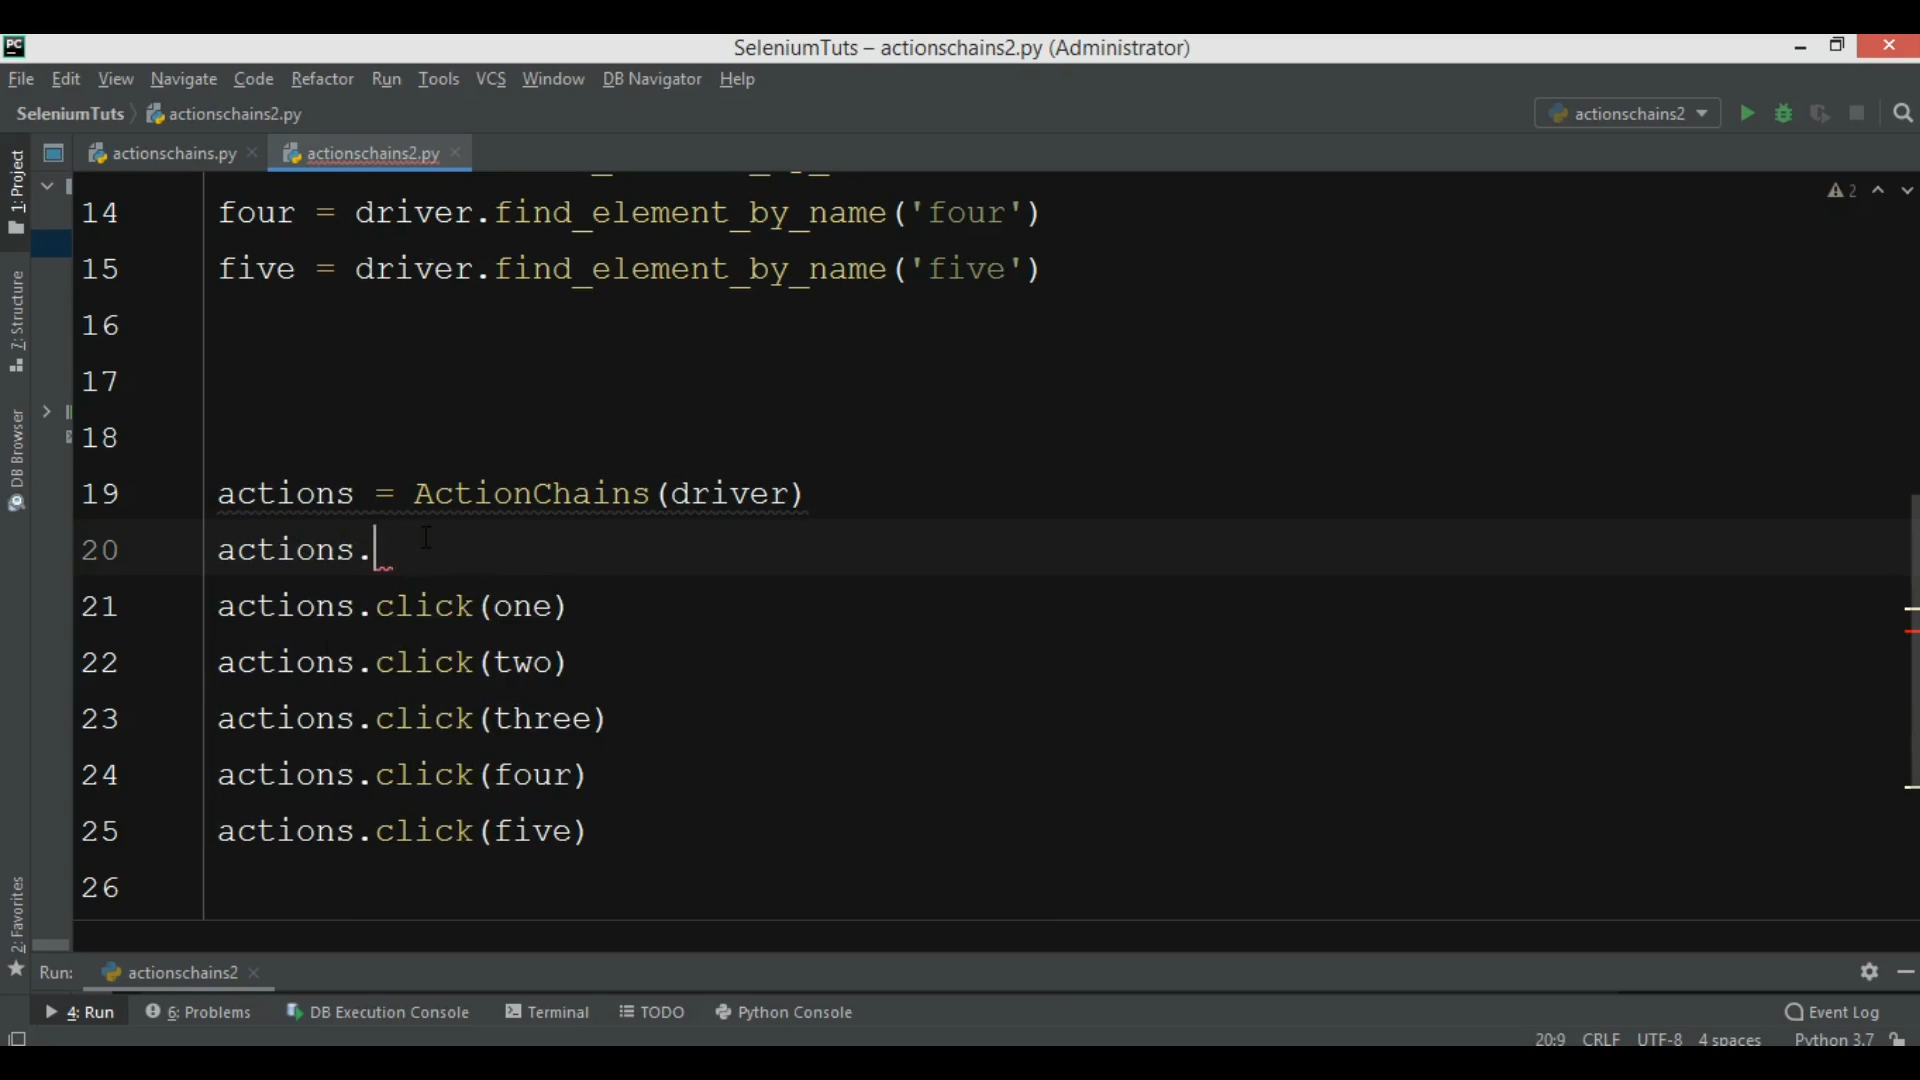 PC
SeleniumTuts – actionschains2.py (Administrator)
File Edit View Navigate Code Refactor Run Tools VCS Window DB Navigator Help
SeleniumTuts actionschains2.py
actionschains2
actionschains.py actionschains2.py
1: Project
7: Structure
DB Browser
2: Favorites
2
14 four = driver.find_element_by_name('four')
15 five = driver.find_element_by_name('five')
16
17
18
19 actions = ActionChains(driver)
20 actions.
21 actions.click(one)
22 actions.click(two)
23 actions.click(three)
24 actions.click(four)
25 actions.click(five)
26
Run: actionschains2
4: Run 6: Problems DB Execution Console Terminal TODO Python Console Event Log
20:9 CRLF UTF-8 4 spaces Python 3.7